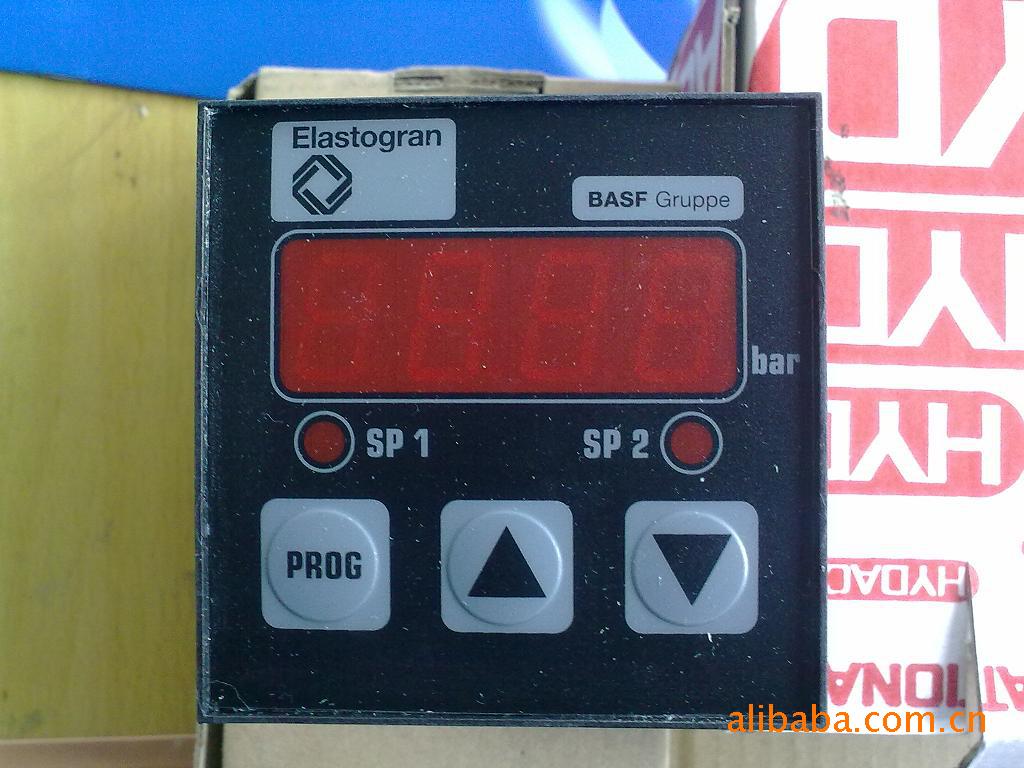 Elastogran
BASF Gruppe
bar
SP 1
SP 2
PROG
HYDAC
alibaba.com.cn